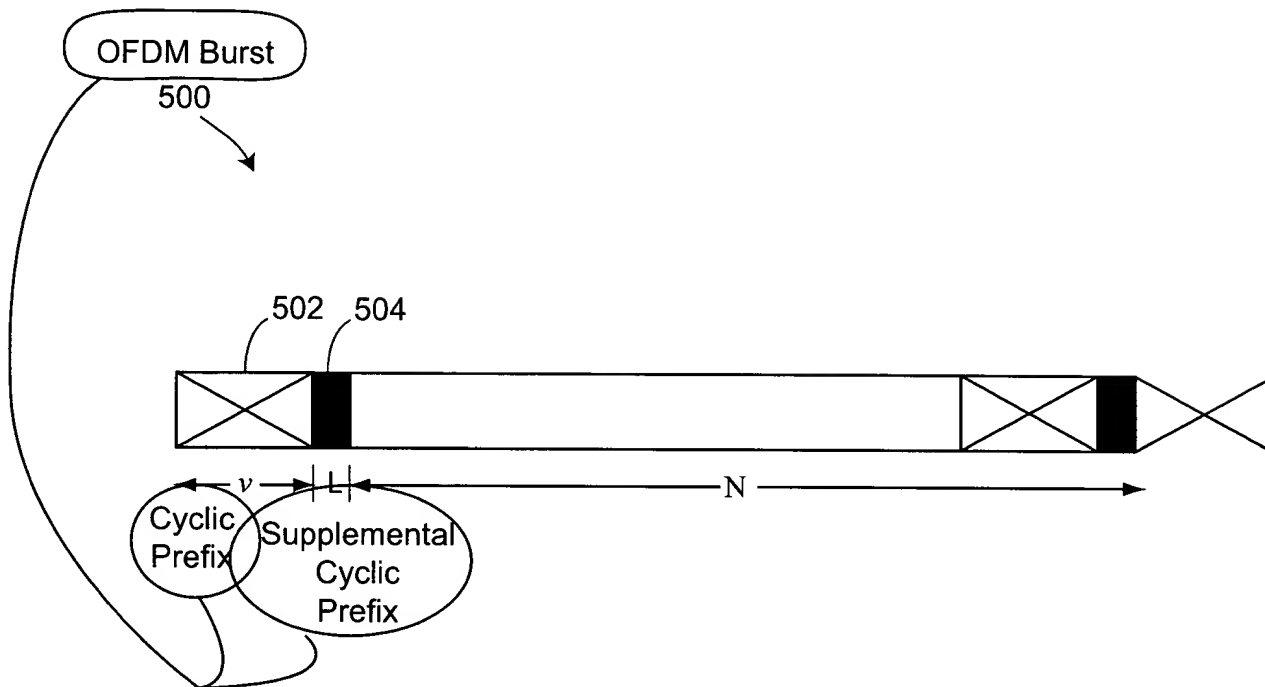 OFDM Burst
500
502 504
v L N
Cyclic
Prefix
Supplemental
Cyclic
Prefix